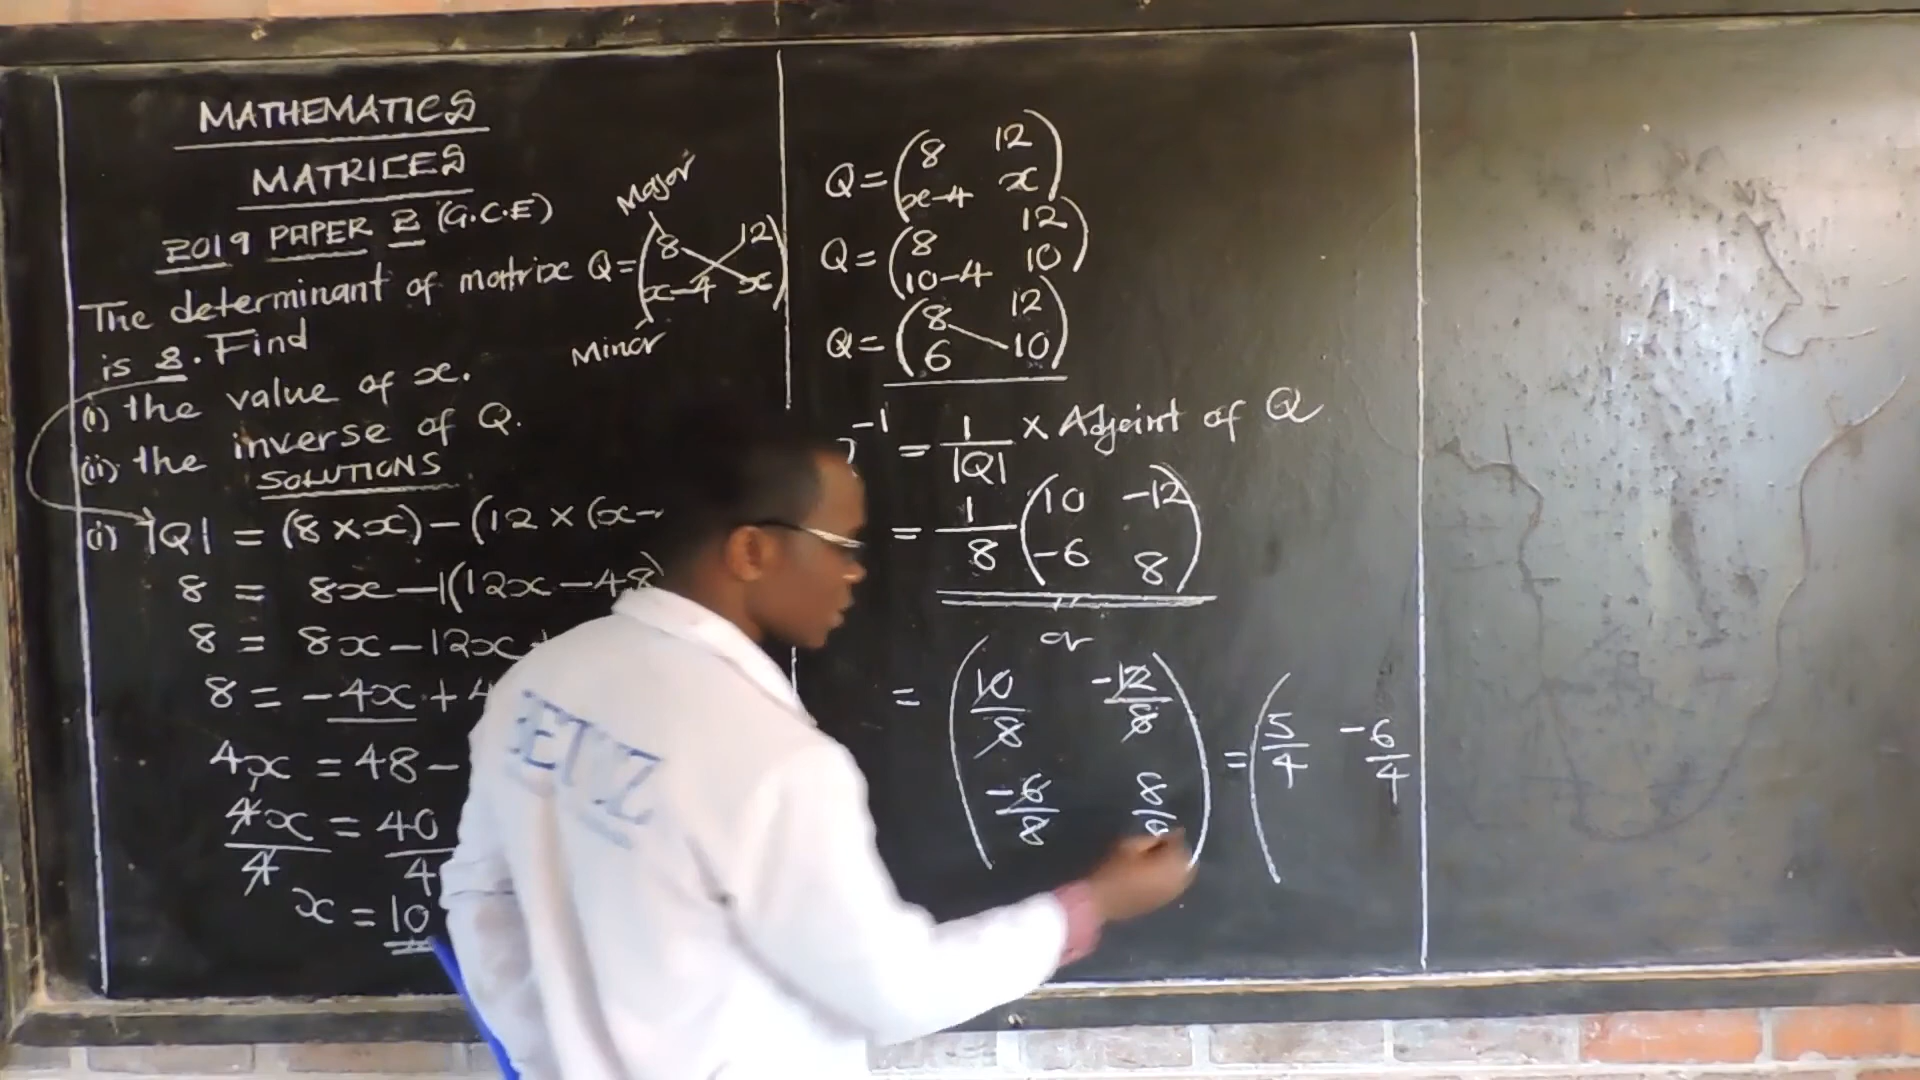 MATHEMATICS
MATRICES
2019 PAPER 2 (G.C.E)
The determinant of matrix Q = (8 12
x-4 x)
Major
Minor
is 8. Find
(i) the value of x.
(ii) the inverse of Q.
SOLUTIONS
(i) |Q| = (8 × x) - (12 × (x-
8 = 8x - 1(12x - 48)
8 = 8x - 12x +
8 = -4x + 4
4x = 48 -
4x/4 = 40/4
x = 10
Q = (8 12
x-4 x)
Q = (8 12
10-4 10)
Q = (8 12
6 10)
-1 = 1/|Q| × Adjoint of Q
= 1/8 (10 -12
-6 8)
or
= (10/8 -12/8
-6/8 8/8) = (5/4 -6/4
BETUZ